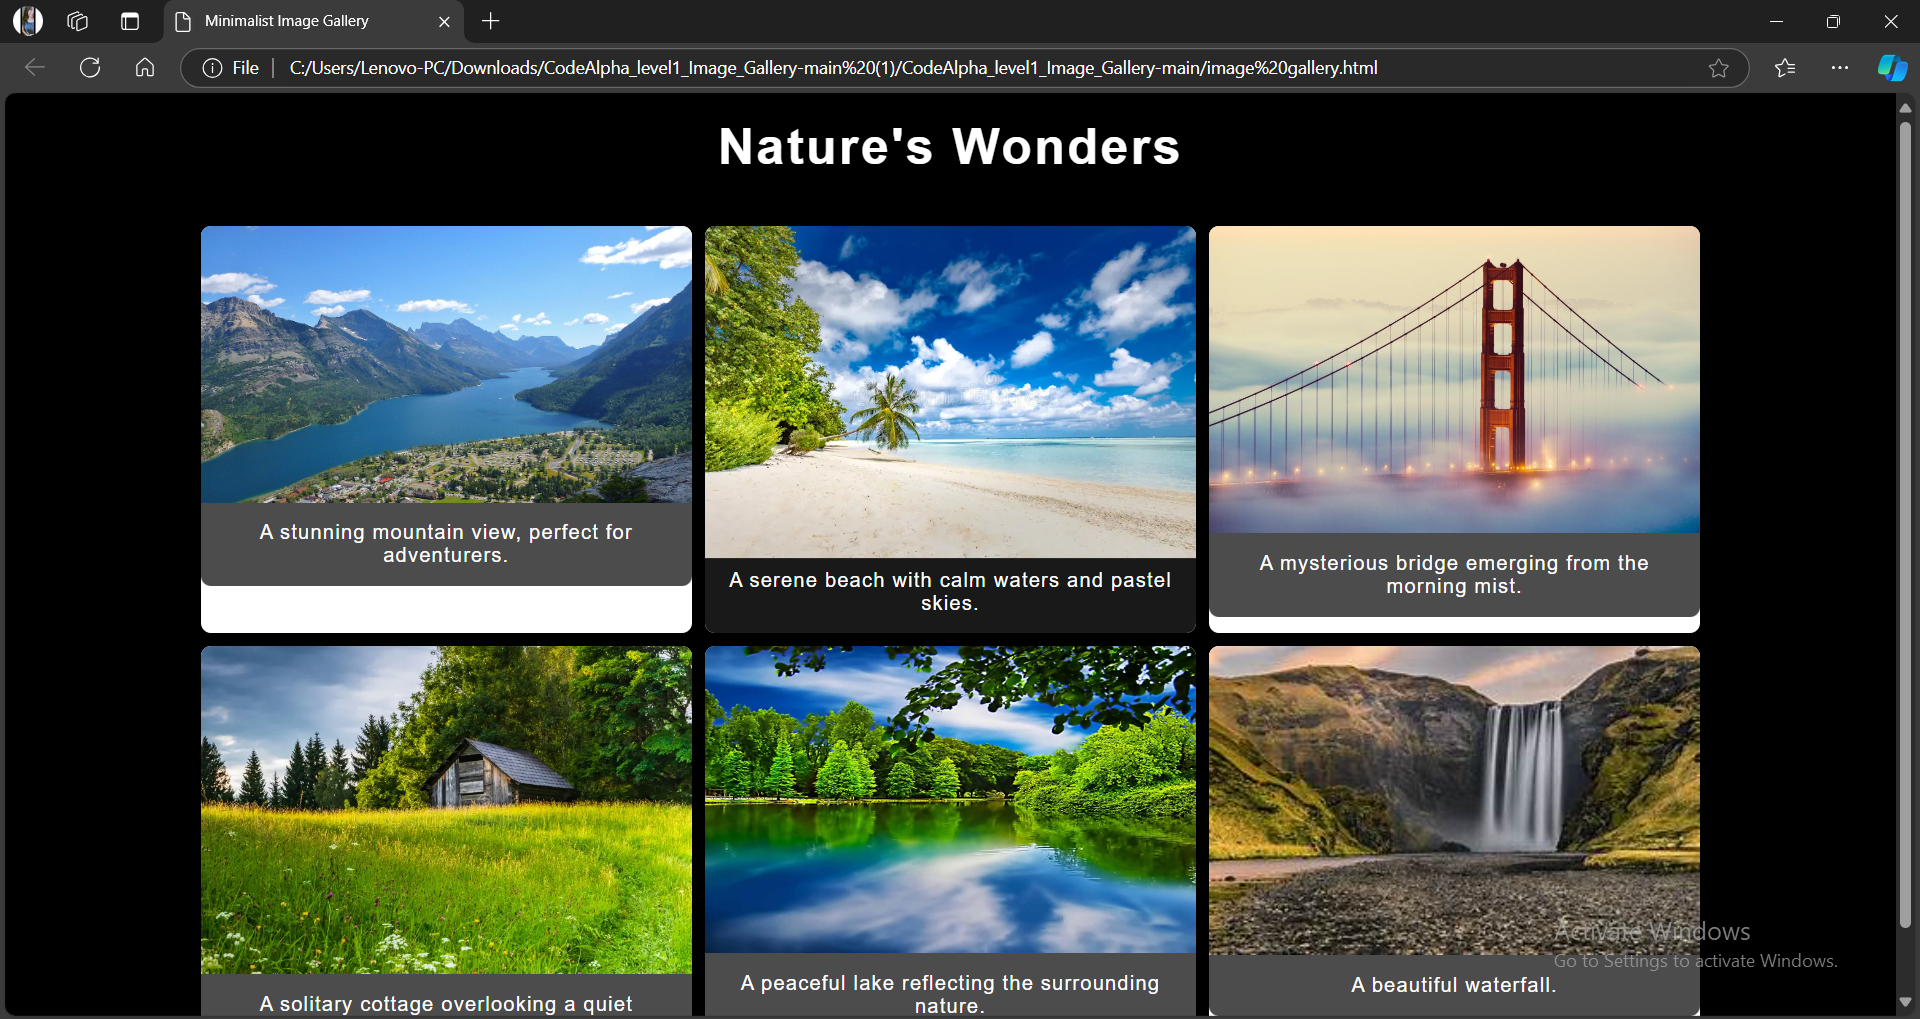 Minimalist Image Gallery
File
C:/Users/Lenovo-PC/Downloads/CodeAlpha_level1_Image_Gallery-main%20(1)/CodeAlpha_level1_Image_Gallery-main/image%20gallery.html
Nature's Wonders
A stunning mountain view, perfect for
adventurers.
A serene beach with calm waters and pastel
skies.
A mysterious bridge emerging from the
morning mist.
A solitary cottage overlooking a quiet
A peaceful lake reflecting the surrounding
nature.
A beautiful waterfall.
Activate Windows
Go to Settings to activate Windows.